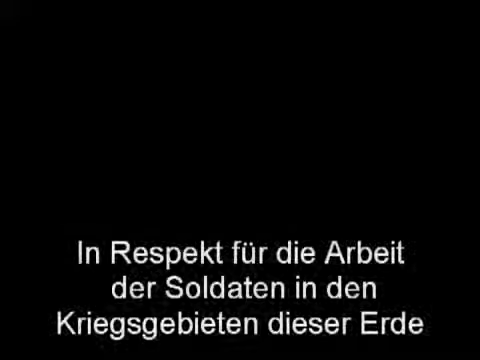 In Respekt für die Arbeit
der Soldaten in den
Kriegsgebieten dieser Erde